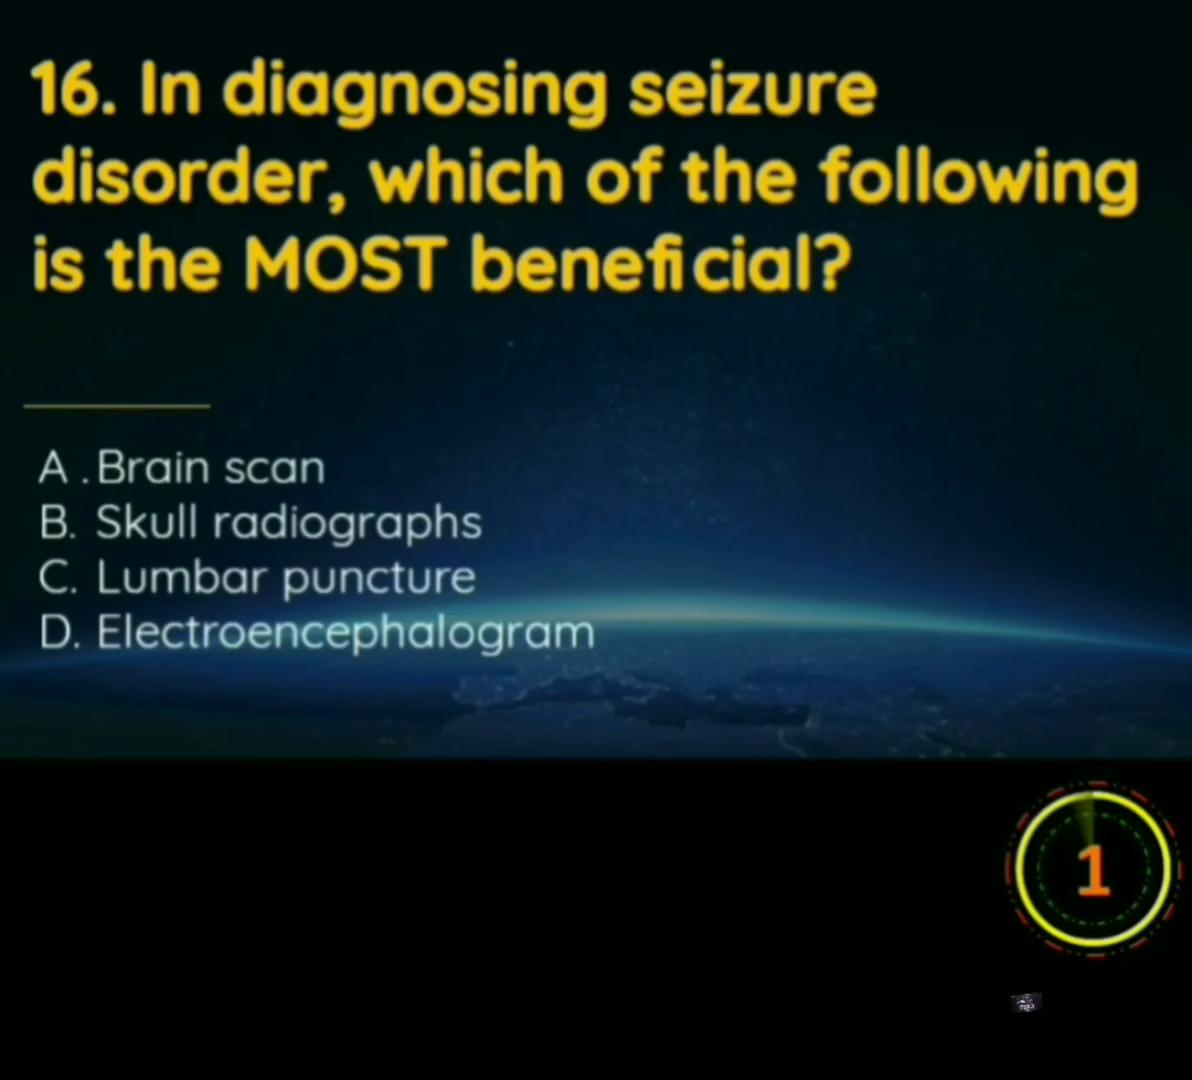 16. In diagnosing seizure
disorder, which of the following
is the MOST beneficial?
A . Brain scan
B. Skull radiographs
C. Lumbar puncture
D. Electroencephalogram
1